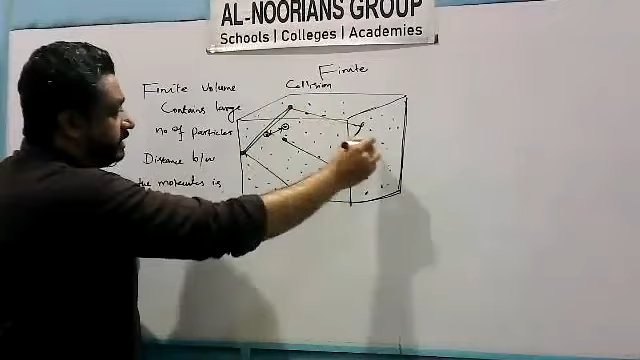 AL-NOORIANS GROUP
Schools | Colleges | Academies
Finite
Collision
Finite volume
Contains large
no of particles
Distance b/w
the molecules is